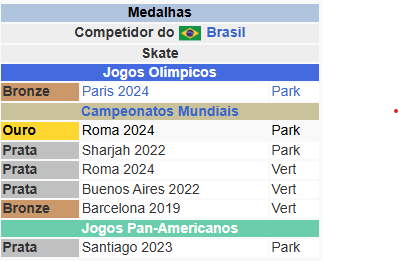 Medalhas
Competidor do Brasil
Skate
Jogos Olímpicos
Bronze Paris 2024 Park
Campeonatos Mundiais
Ouro Roma 2024 Park
Prata Sharjah 2022 Park
Prata Roma 2024 Vert
Prata Buenos Aires 2022 Vert
Bronze Barcelona 2019 Vert
Jogos Pan-Americanos
Prata Santiago 2023 Park